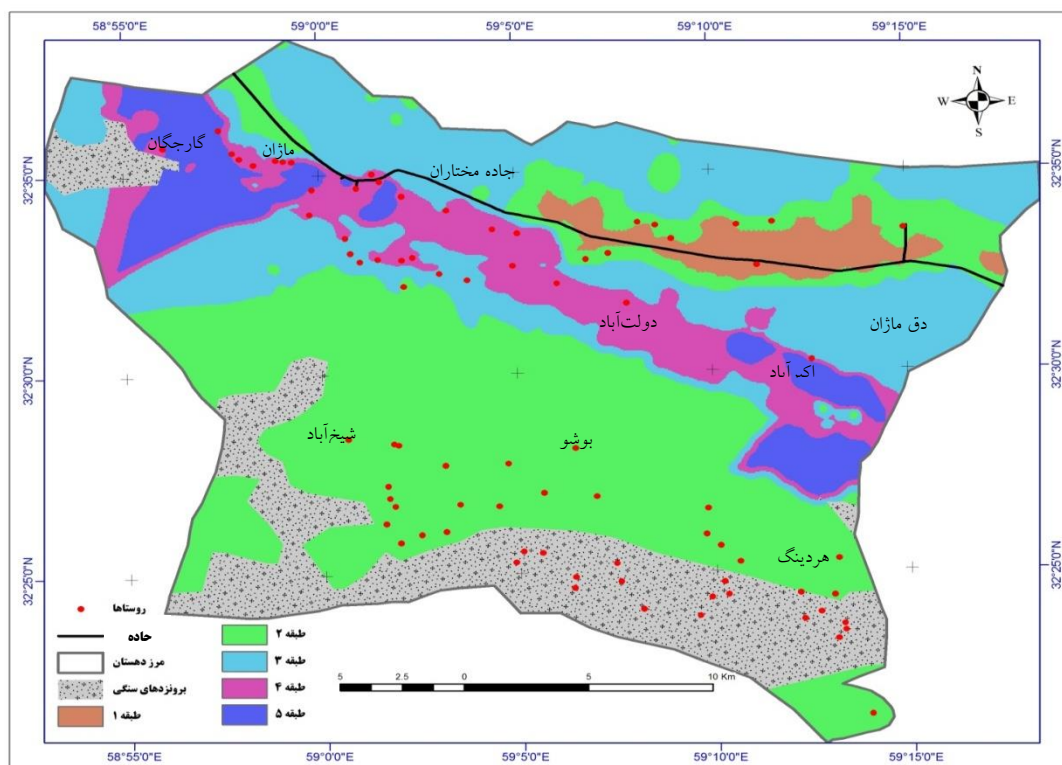 58°55'0"E 59°0'0"E 59°5'0"E 59°10'0"E 59°15'0"E
N
W E
S
گارجگان
ماژان
جاده مختاران
32°35'0"N
32°35'0"N
دق ماژان
دولت‌آباد
اکبرآباد
32°30'0"N
32°30'0"N
شیخ‌آباد
بوشو
هردینگ
32°25'0"N
32°25'0"N
روستاها
جاده
مرز دهستان
برونزدهای سنگی
طبقه ۱
طبقه ۲
طبقه ۳
طبقه ۴
طبقه ۵
5 2.5 0 5 10 Km
58°55'0"E 59°0'0"E 59°5'0"E 59°10'0"E 59°15'0"E